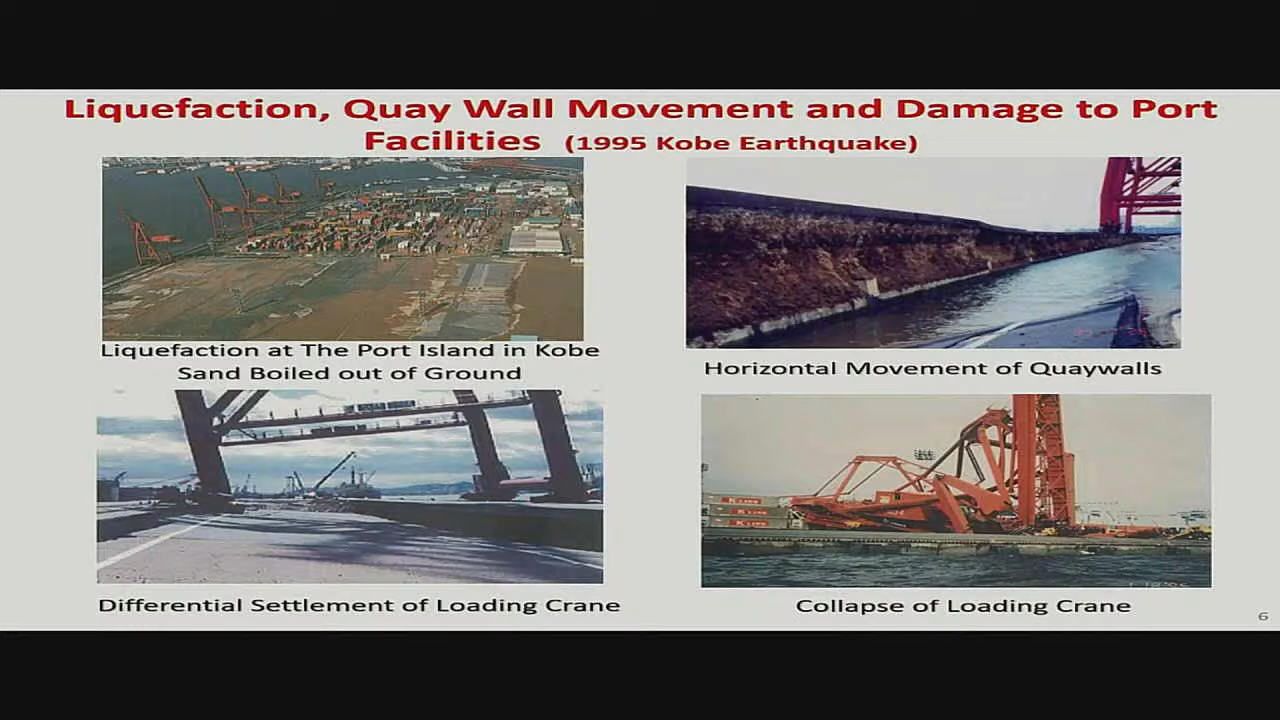 Liquefaction, Quay Wall Movement and Damage to Port
Facilities (1995 Kobe Earthquake)
Liquefaction at The Port Island in Kobe
Sand Boiled out of Ground
Horizontal Movement of Quaywalls
K LINE
K LINE
Differential Settlement of Loading Crane
Collapse of Loading Crane
6